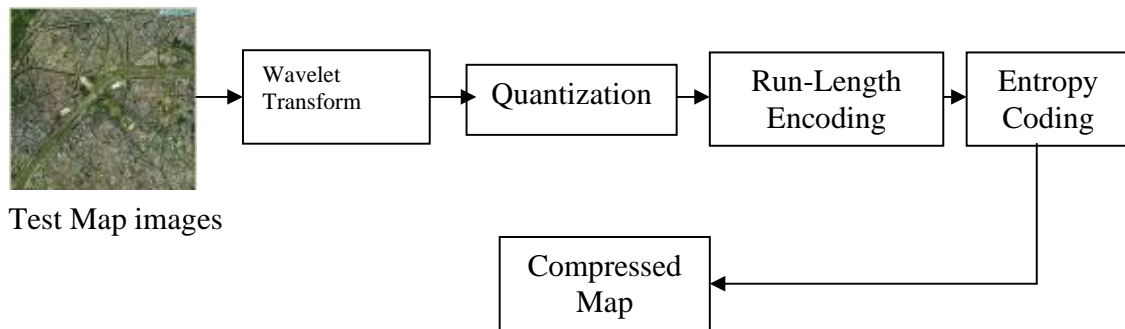 Wavelet
Transform
Quantization
Run-Length
Encoding
Entropy
Coding
Test Map images
Compressed
Map